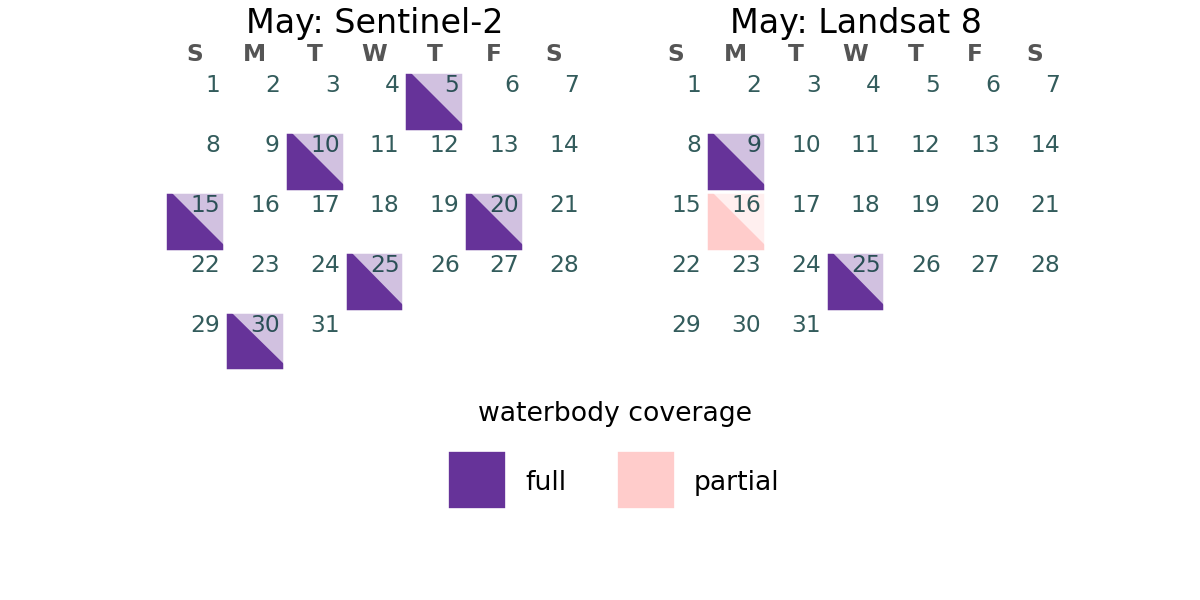 May: Sentinel-2
S M T W T F S
1 2 3 4 5 6 7
8 9 10 11 12 13 14
15 16 17 18 19 20 21
22 23 24 25 26 27 28
29 30 31
May: Landsat 8
S M T W T F S
1 2 3 4 5 6 7
8 9 10 11 12 13 14
15 16 17 18 19 20 21
22 23 24 25 26 27 28
29 30 31
waterbody coverage
full
partial